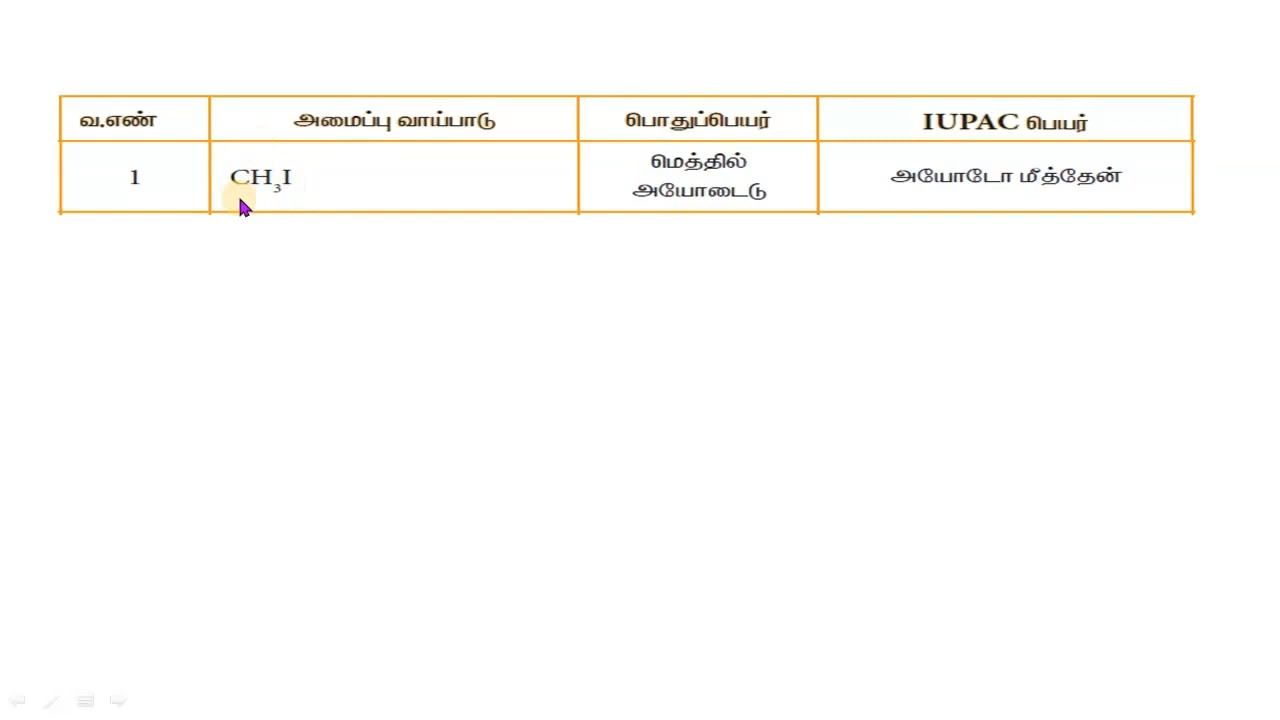 வ.எண் அமைப்பு வாய்பாடு பொதுப்பெயர் IUPAC பெயர்
1 CH₃I மெத்தில் அயோடைடு அயோடோ மீத்தேன்